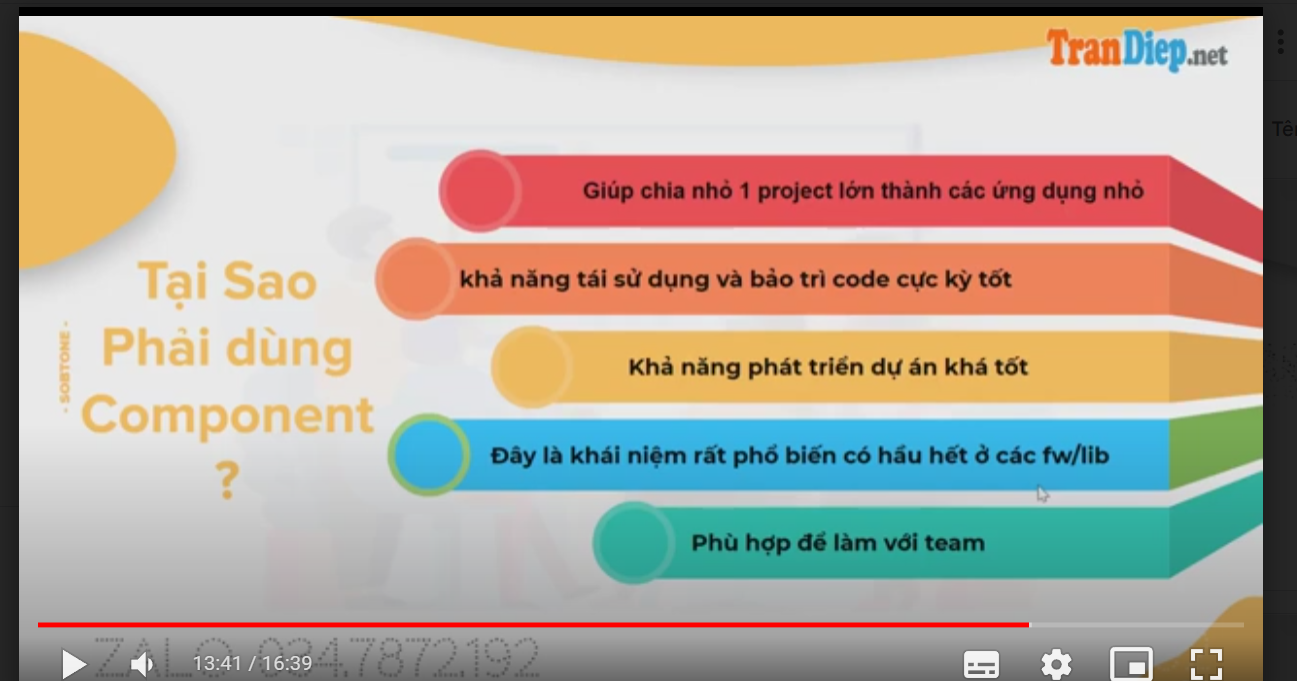 TranDiep.net
Tê
Giúp chia nhỏ 1 project lớn thành các ứng dụng nhỏ
khả năng tái sử dụng và bảo trì code cực kỳ tốt
Tại Sao
Phải dùng
Component
?
- SOBTONE -
Khả năng phát triển dự án khá tốt
Đây là khái niệm rất phổ biến có hầu hết ở các fw/lib
Phù hợp để làm với team
ZALO 0347872192
13:41 / 16:39